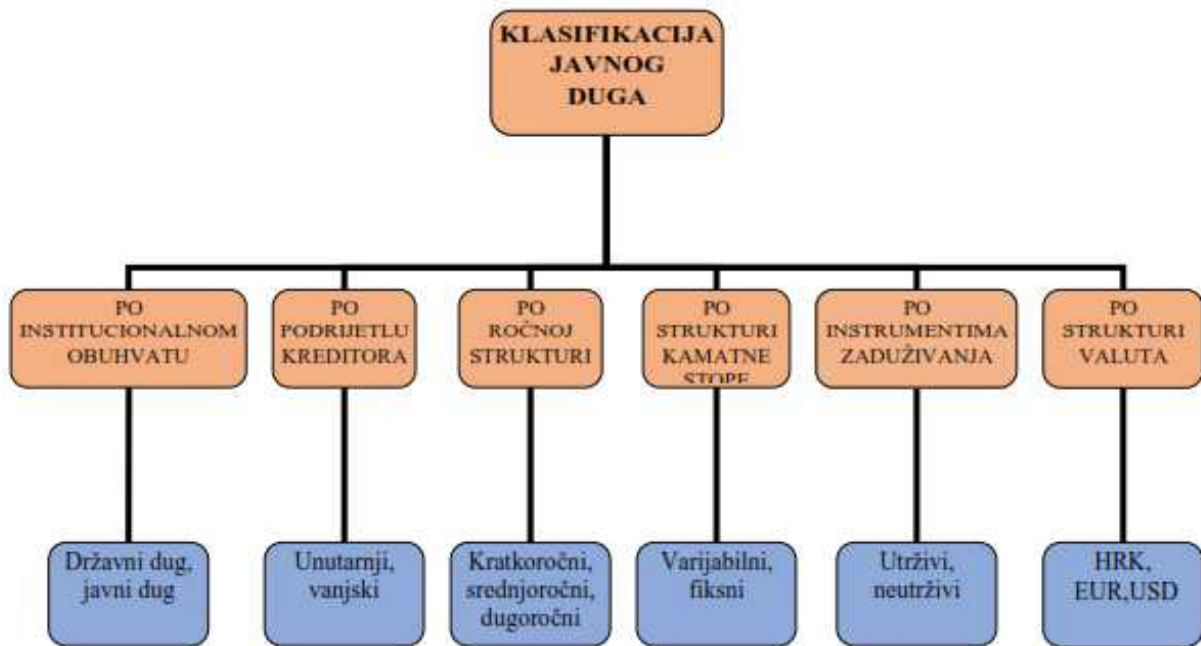 KLASIFIKACIJA
JAVNOG
DUGA
PO
INSTITUCIONALNOM
OBUHVATU
PO
PODRIJETLU
KREDITORA
PO
ROČNOJ
STRUKTURI
PO
STRUKTURI
KAMATNE
STOPE
PO
INSTRUMENTIMA
ZADUŽIVANJA
PO
STRUKTURI
VALUTA
Državni dug,
javni dug
Unutarnji,
vanjski
Kratkoročni,
srednjoročni,
dugoročni
Varijabilni,
fiksni
Utrživi,
neutrživi
HRK,
EUR,USD